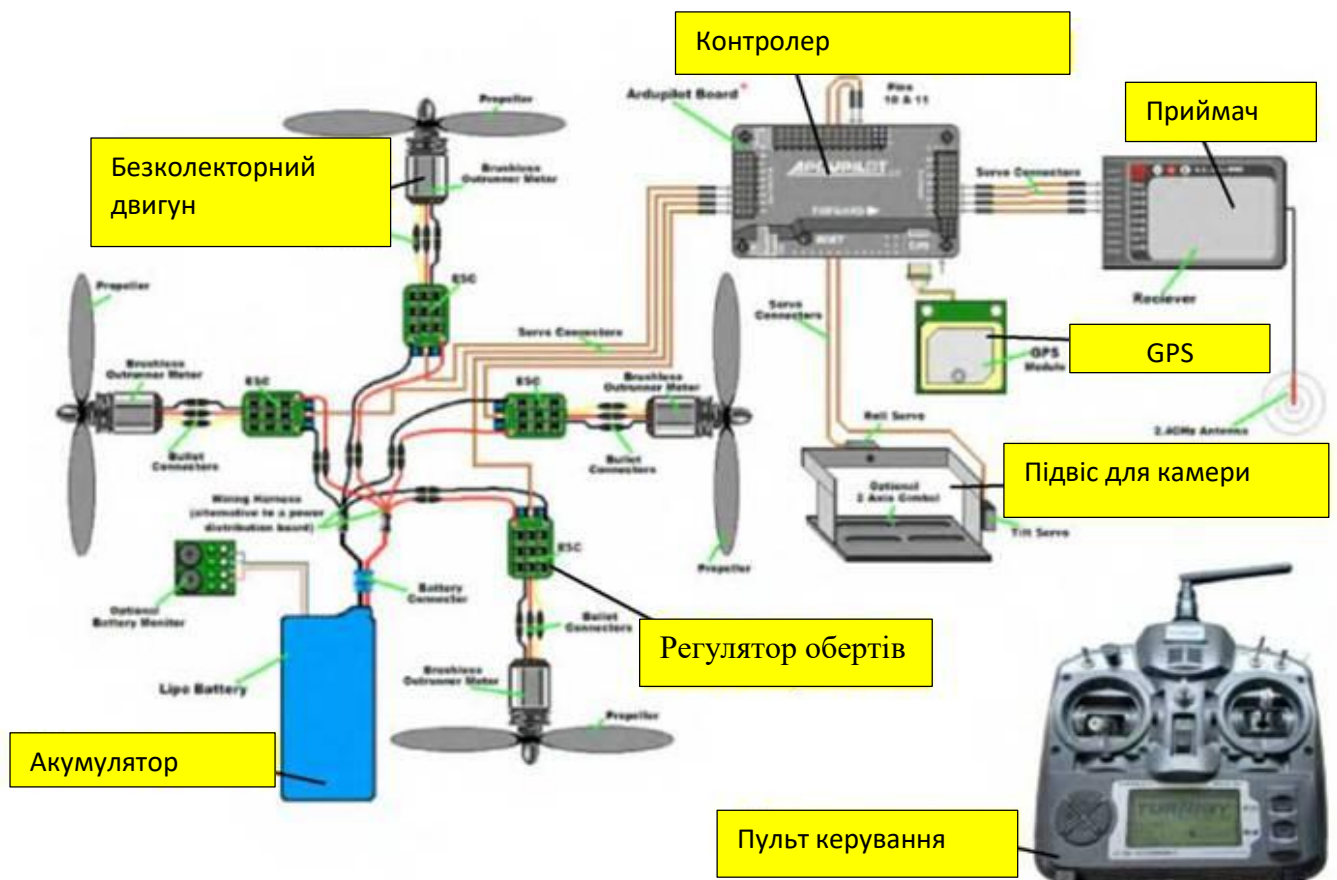 Контролер
Pins
10 & 11
Ardupilot Board *
Propeller
Приймач
Безколекторний
двигун
Brushless
Outrunner Motor
Servo Connectors
ARDUPILOT
FORWARD
RESET
GPS
ESC
Propeller
Reciever
Servo Connectors
Servo
Connectors
GPS
GPS
Module
Brushless
Outrunner Motor
ESC
ESC
Brushless
Outrunner Motor
Roll Servo
2.4GHz Antenna
Bullet
Connectors
Bullet
Connectors
Підвіс для камери
Optional
2 Axis Gimbal
Wiring Harness
(alternative to a power
distribution board)
Tilt Servo
ESC
Propeller
Battery
Connector
Optional
Battery Monitor
Bullet
Connectors
Регулятор обертів
Lipo Battery
Brushless
Outrunner Motor
Propeller
Акумулятор
TURNIGY
Пульт керування